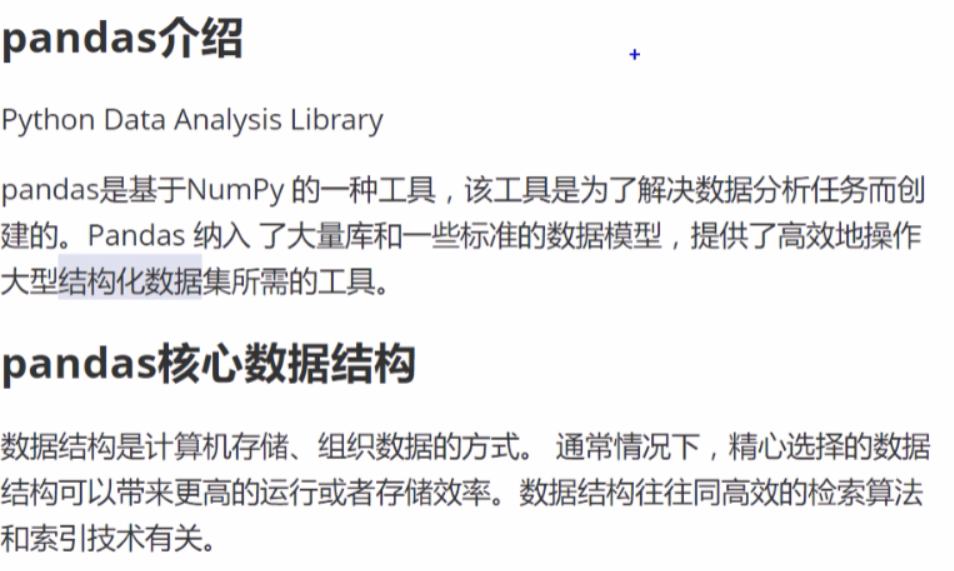 pandas介绍
Python Data Analysis Library
pandas是基于NumPy 的一种工具，该工具是为了解决数据分析任务而创
建的。Pandas 纳入 了大量库和一些标准的数据模型，提供了高效地操作
大型结构化数据集所需的工具。
pandas核心数据结构
数据结构是计算机存储、组织数据的方式。 通常情况下，精心选择的数据
结构可以带来更高的运行或者存储效率。数据结构往往同高效的检索算法
和索引技术有关。